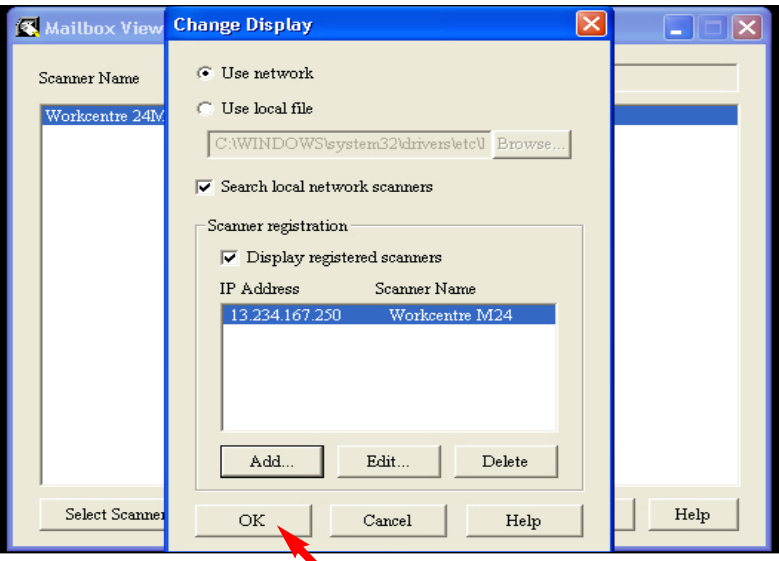 Mailbox View
Change Display
Scanner Name
Workcentre 24M
Use network
Use local file
C:\WINDOWS\system32\drivers\etc\l Browse...
Search local network scanners
Scanner registration
Display registered scanners
IP Address Scanner Name
13.234.167.250 Workcentre M24
Add... Edit... Delete
Select Scanner
OK Cancel Help
Help